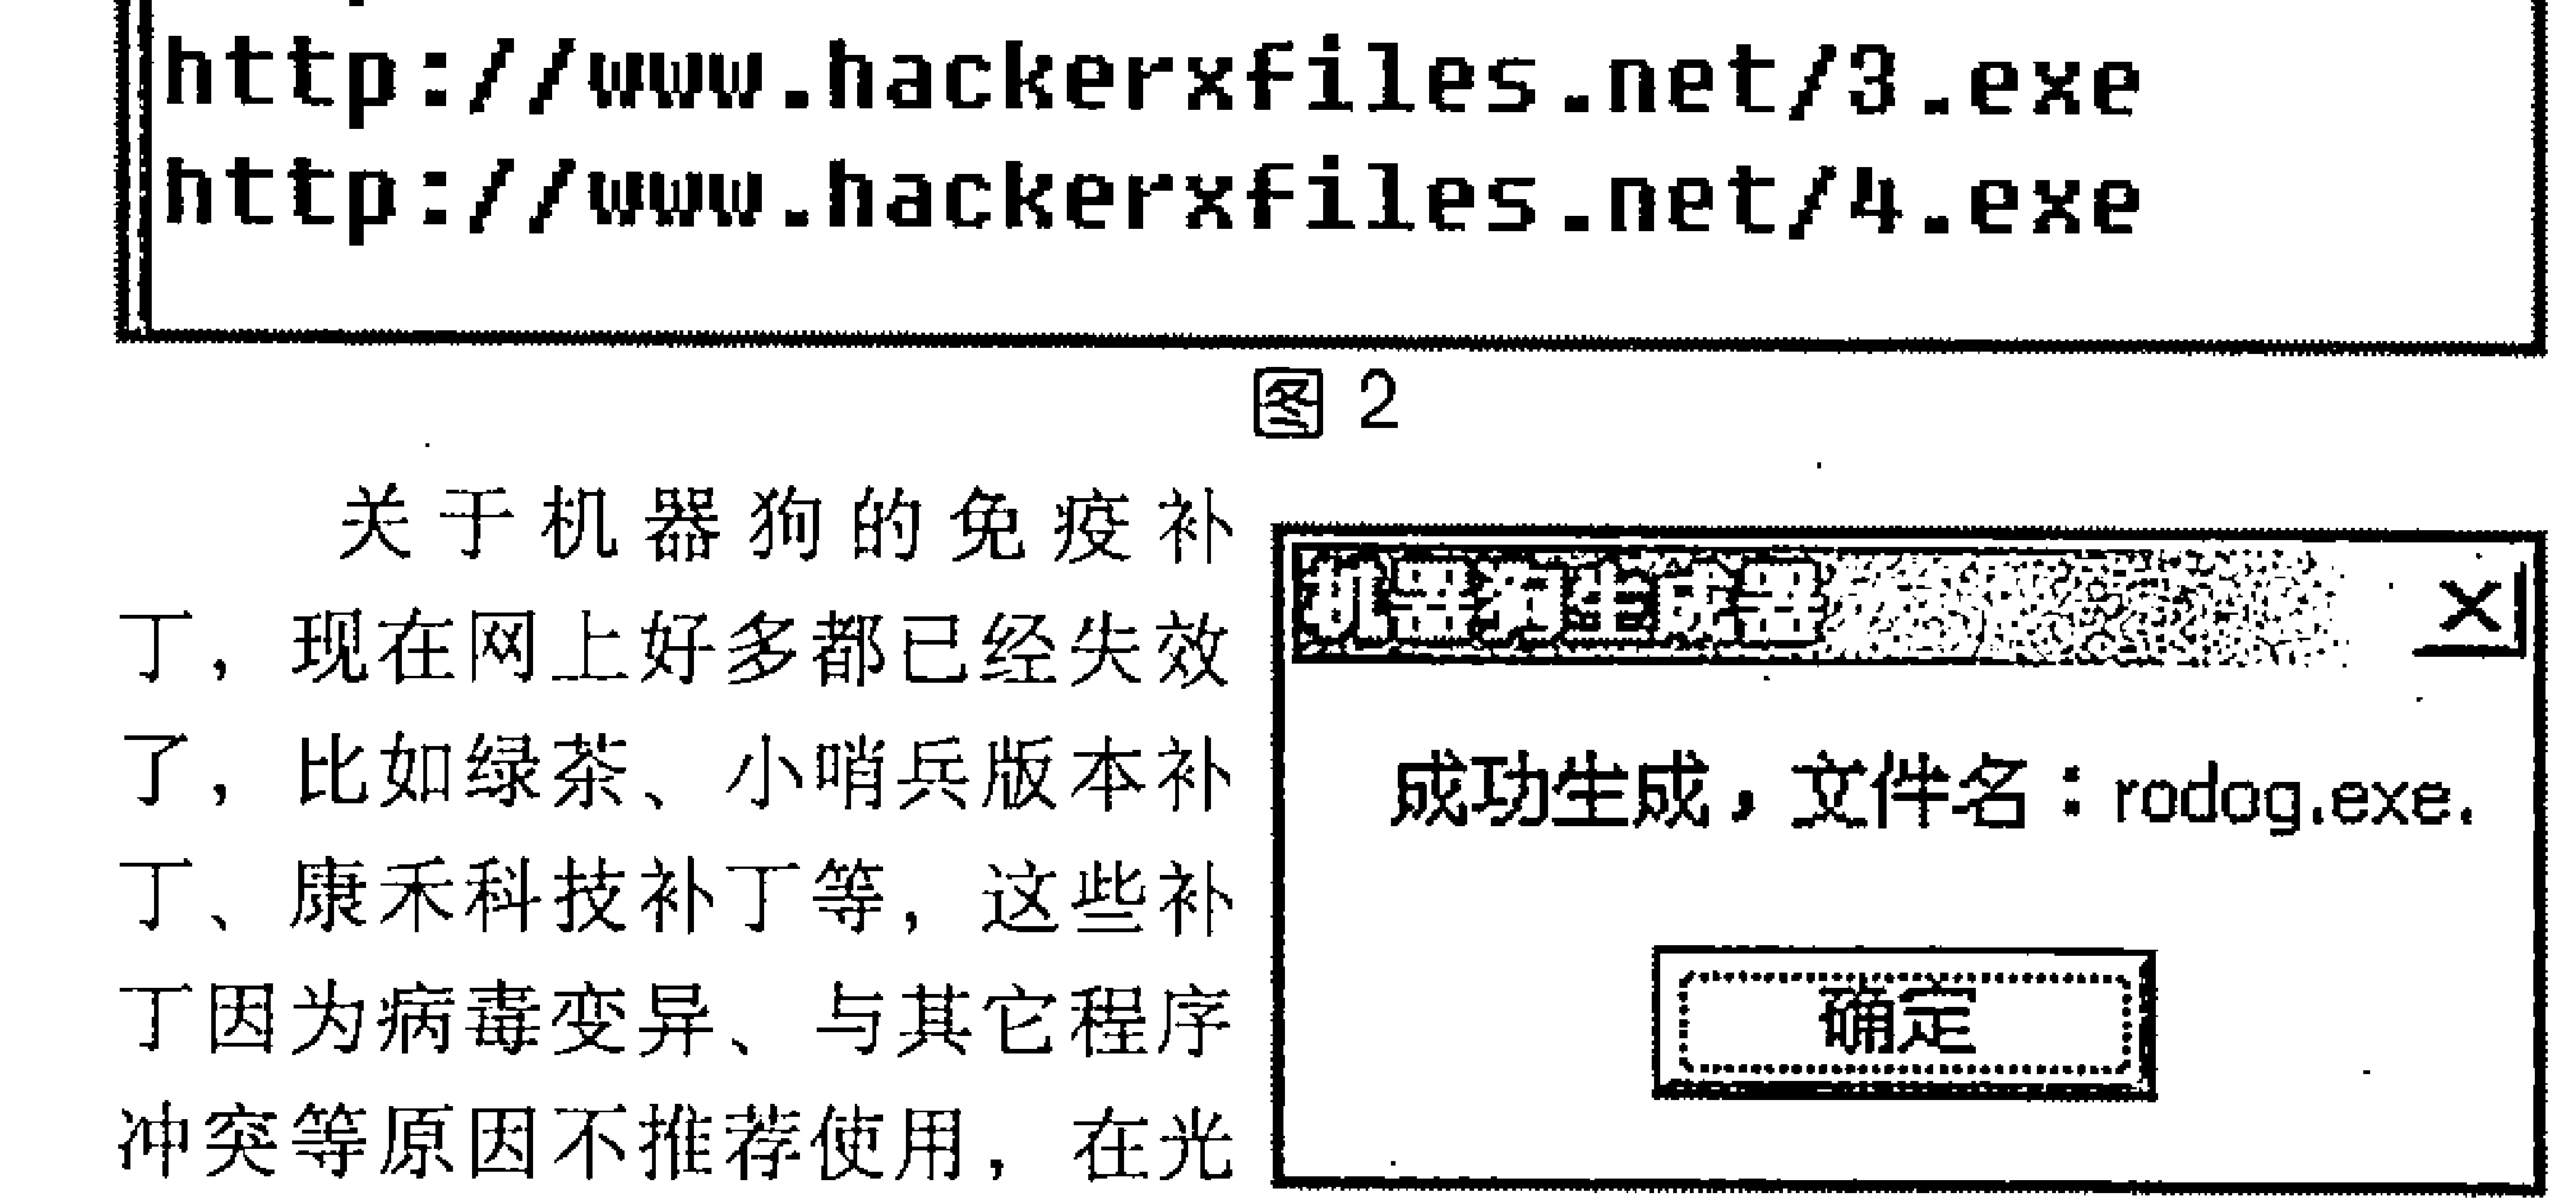 http://www.hackerxfiles.net/3.exe
http://www.hackerxfiles.net/4.exe
图 2
关于机器狗的免疫补
丁，现在网上好多都已经失效
了，比如绿茶、小哨兵版本补
丁、康禾科技补丁等，这些补
丁因为病毒变异、与其它程序
冲突等原因不推荐使用，在光
机器狗生成器
成功生成，文件名：rodog.exe.
确定